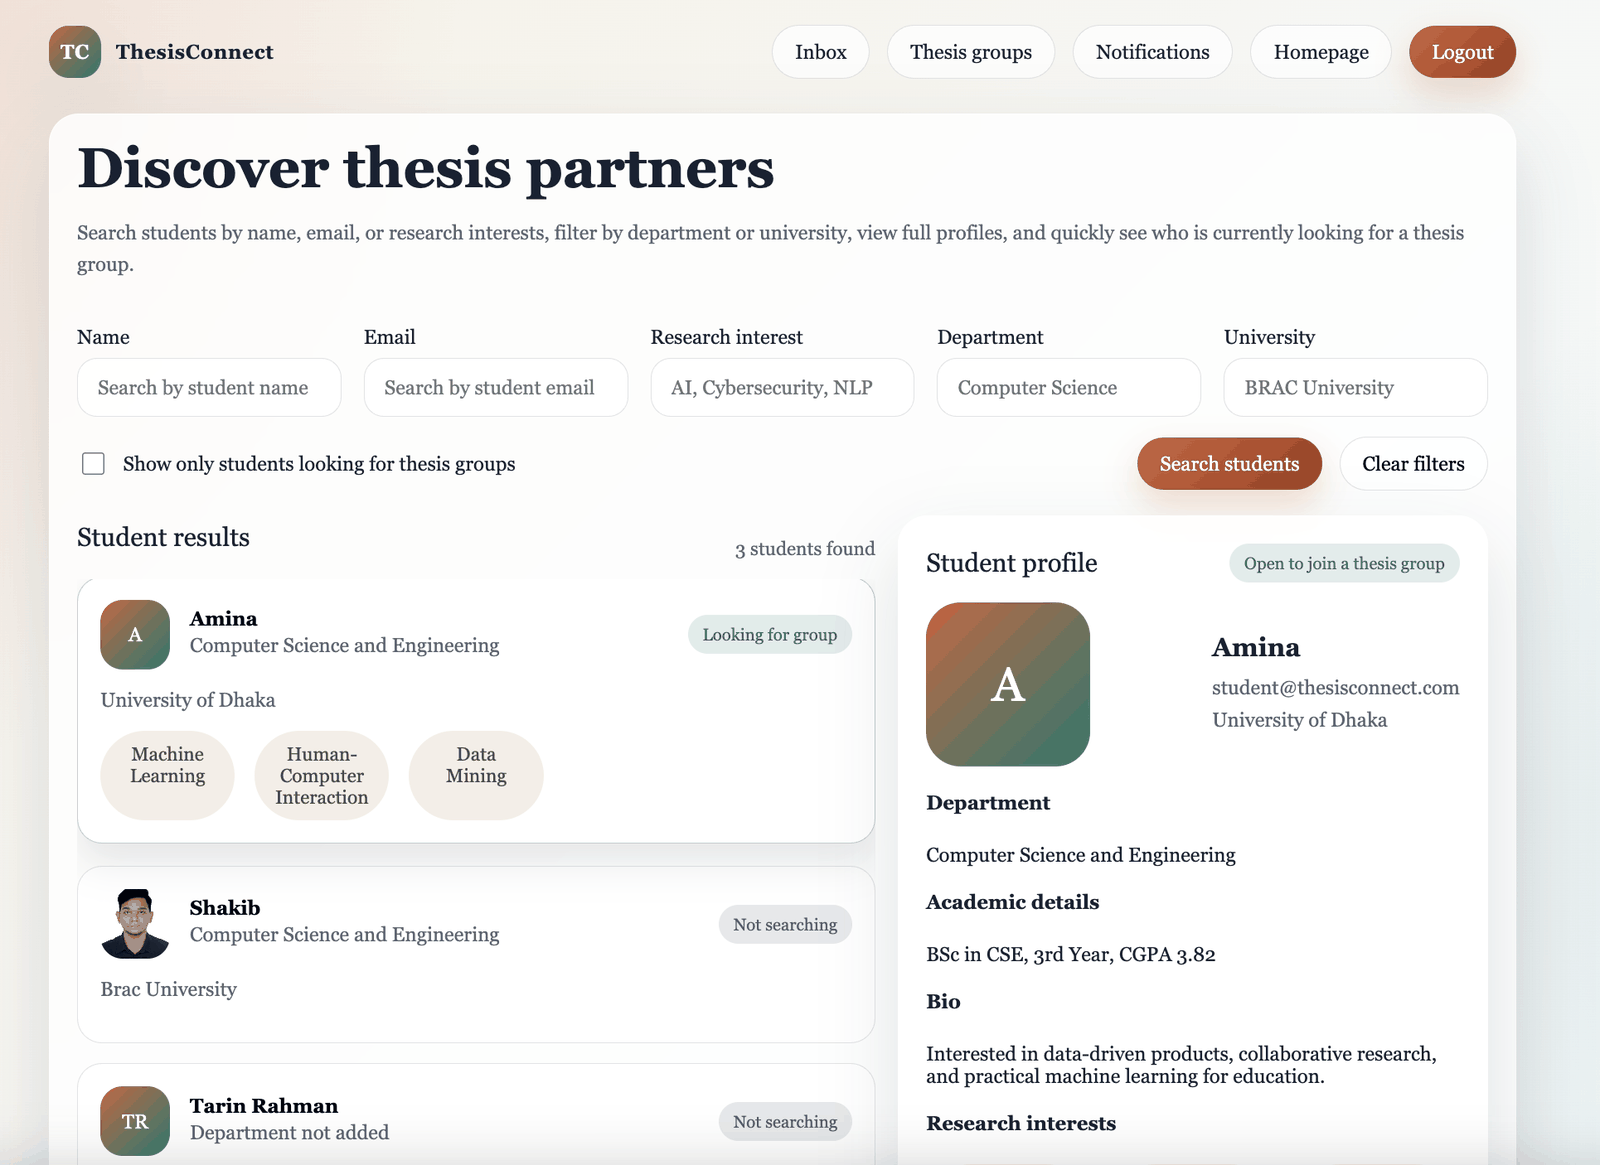 TC ThesisConnect
Inbox
Thesis groups
Notifications
Homepage
Logout
Discover thesis partners
Search students by name, email, or research interests, filter by department or university, view full profiles, and quickly see who is currently looking for a thesis
group.
Name
Search by student name
Email
Search by student email
Research interest
AI, Cybersecurity, NLP
Department
Computer Science
University
BRAC University
Show only students looking for thesis groups
Search students
Clear filters
Student results
3 students found
A
Amina
Computer Science and Engineering
Looking for group
University of Dhaka
Machine
Learning
Human-
Computer
Interaction
Data
Mining
Shakib
Computer Science and Engineering
Not searching
Brac University
TR
Tarin Rahman
Department not added
Not searching
Student profile
Open to join a thesis group
A
Amina
student@thesisconnect.com
University of Dhaka
Department
Computer Science and Engineering
Academic details
BSc in CSE, 3rd Year, CGPA 3.82
Bio
Interested in data-driven products, collaborative research,
and practical machine learning for education.
Research interests